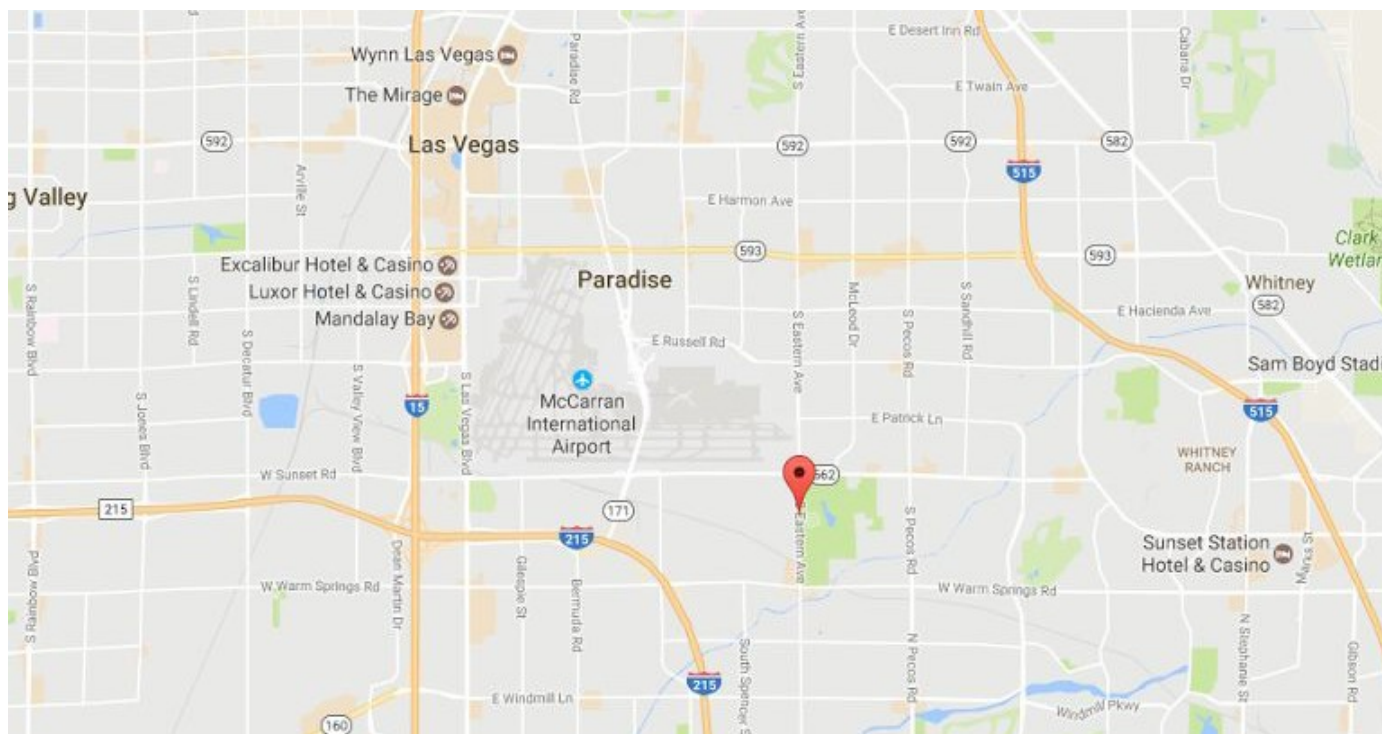 Wynn Las Vegas
Paradise Rd
S Eastern Ave
E Desert Inn Rd
Cabana Dr
The Mirage
E Twain Ave
592
Las Vegas
592
592
582
Arville St
515
g Valley
E Harmon Ave
593
593
Clark
Wetlan
Excalibur Hotel & Casino
Paradise
Whitney
582
S Rainbow Blvd
S Lindell Rd
Luxor Hotel & Casino
McLeod Dr
S Sandhill Rd
E Hacienda Ave
Mandalay Bay
S Eastern Ave
S Pecos Rd
E Russell Rd
S Decatur Blvd
Sam Boyd Stadi
S Jones Blvd
S Valley View Blvd
15
S Las Vegas Blvd
McCarran
International
Airport
E Patrick Ln
515
WHITNEY
RANCH
W Sunset Rd
562
215
171
215
Eastern Ave
S Pecos Rd
Sunset Station
Hotel & Casino
Marks St
S Rainbow Blvd
Dean Martin Dr
W Warm Springs Rd
Gillespie St
Bermuda Rd
W Warm Springs Rd
South Spencer S
N Pecos Rd
N Stephanie St
Gibson Rd
215
E Windmill Ln
Windmill Pkwy
160